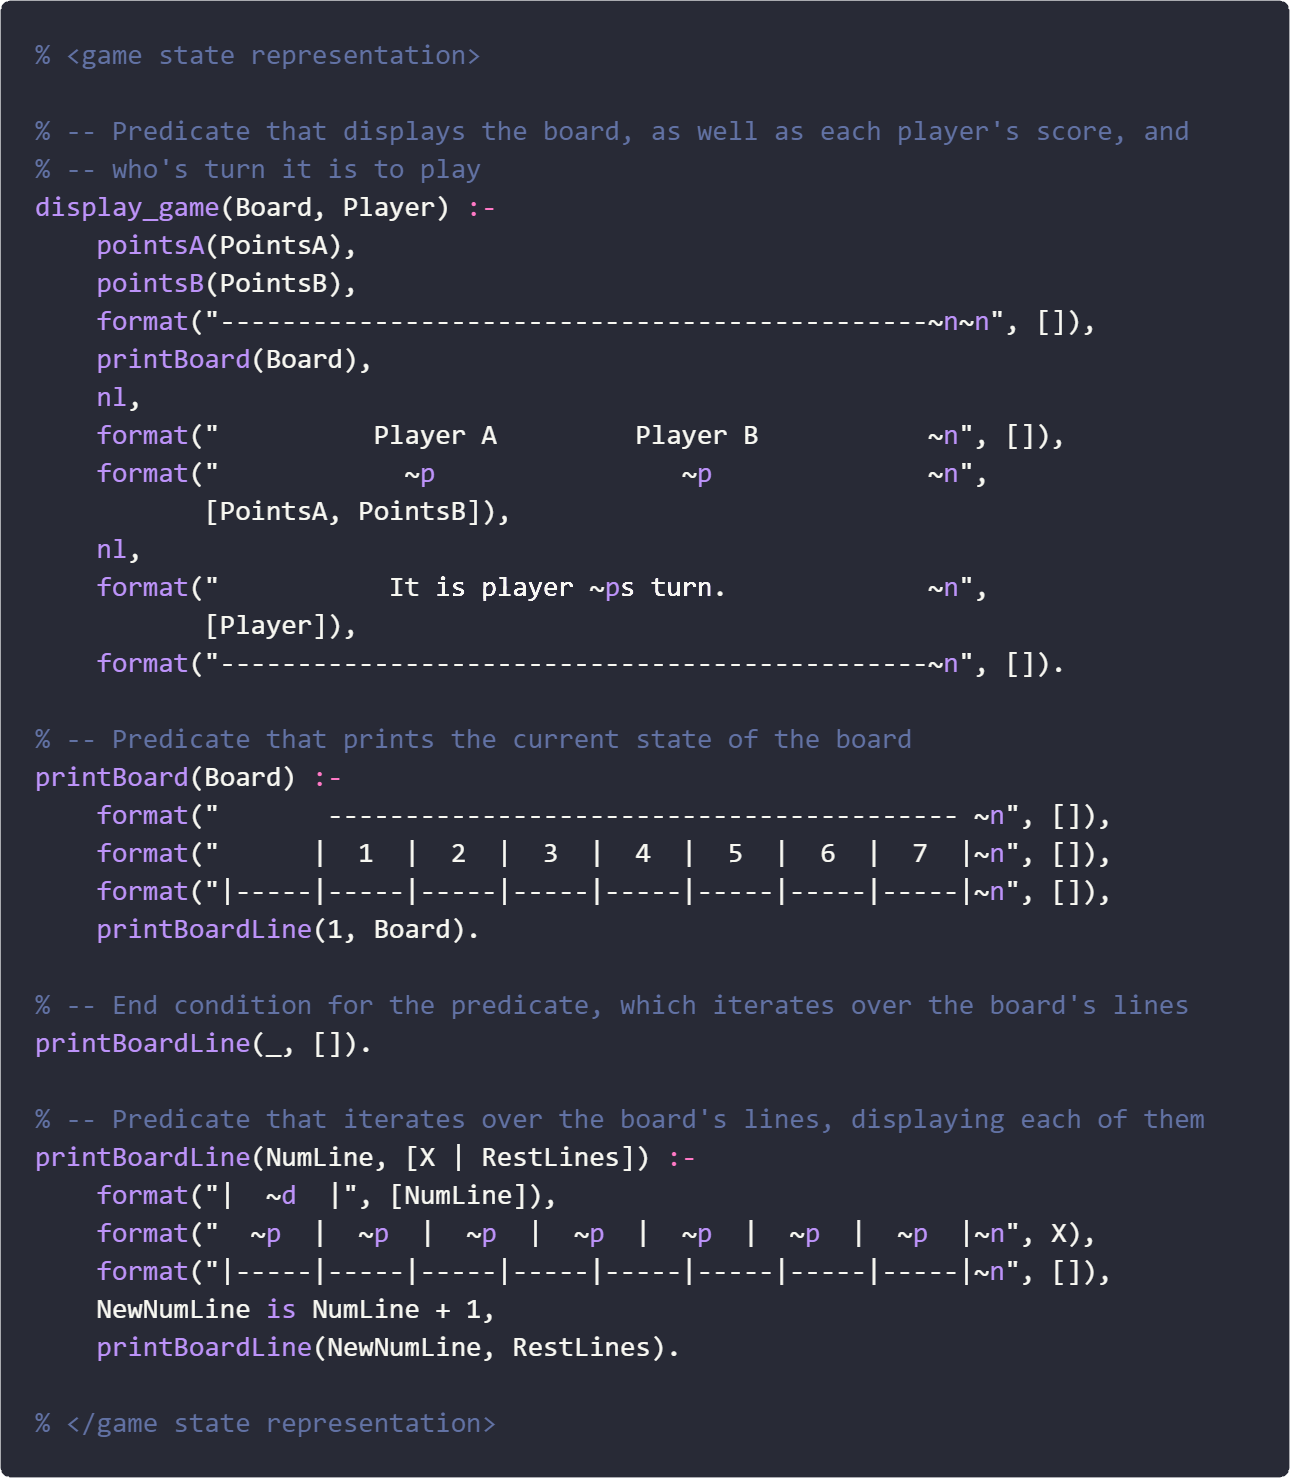 % <game state representation>

% -- Predicate that displays the board, as well as each player's score, and
% -- who's turn it is to play
display_game(Board, Player) :-
    pointsA(PointsA),
    pointsB(PointsB),
    format("----------------------------------------------~n~n", []),
    printBoard(Board),
    nl,
    format("          Player A         Player B           ~n", []),
    format("            ~p                ~p              ~n",
           [PointsA, PointsB]),
    nl,
    format("           It is player ~ps turn.             ~n",
           [Player]),
    format("----------------------------------------------~n", []).

% -- Predicate that prints the current state of the board
printBoard(Board) :-
    format("       ----------------------------------------- ~n", []),
    format("      |  1  |  2  |  3  |  4  |  5  |  6  |  7  |~n", []),
    format("|-----|-----|-----|-----|-----|-----|-----|-----|~n", []),
    printBoardLine(1, Board).

% -- End condition for the predicate, which iterates over the board's lines
printBoardLine(_, []).

% -- Predicate that iterates over the board's lines, displaying each of them
printBoardLine(NumLine, [X | RestLines]) :-
    format("|  ~d  |", [NumLine]),
    format("  ~p  |  ~p  |  ~p  |  ~p  |  ~p  |  ~p  |  ~p  |~n", X),
    format("|-----|-----|-----|-----|-----|-----|-----|-----|~n", []),
    NewNumLine is NumLine + 1,
    printBoardLine(NewNumLine, RestLines).

% </game state representation>